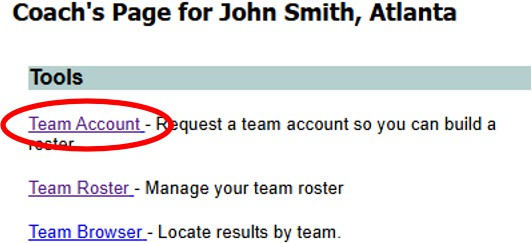 Coach's Page for John Smith, Atlanta
Tools
Team Account - Request a team account so you can build a
roster
Team Roster - Manage your team roster
Team Browser - Locate results by team.